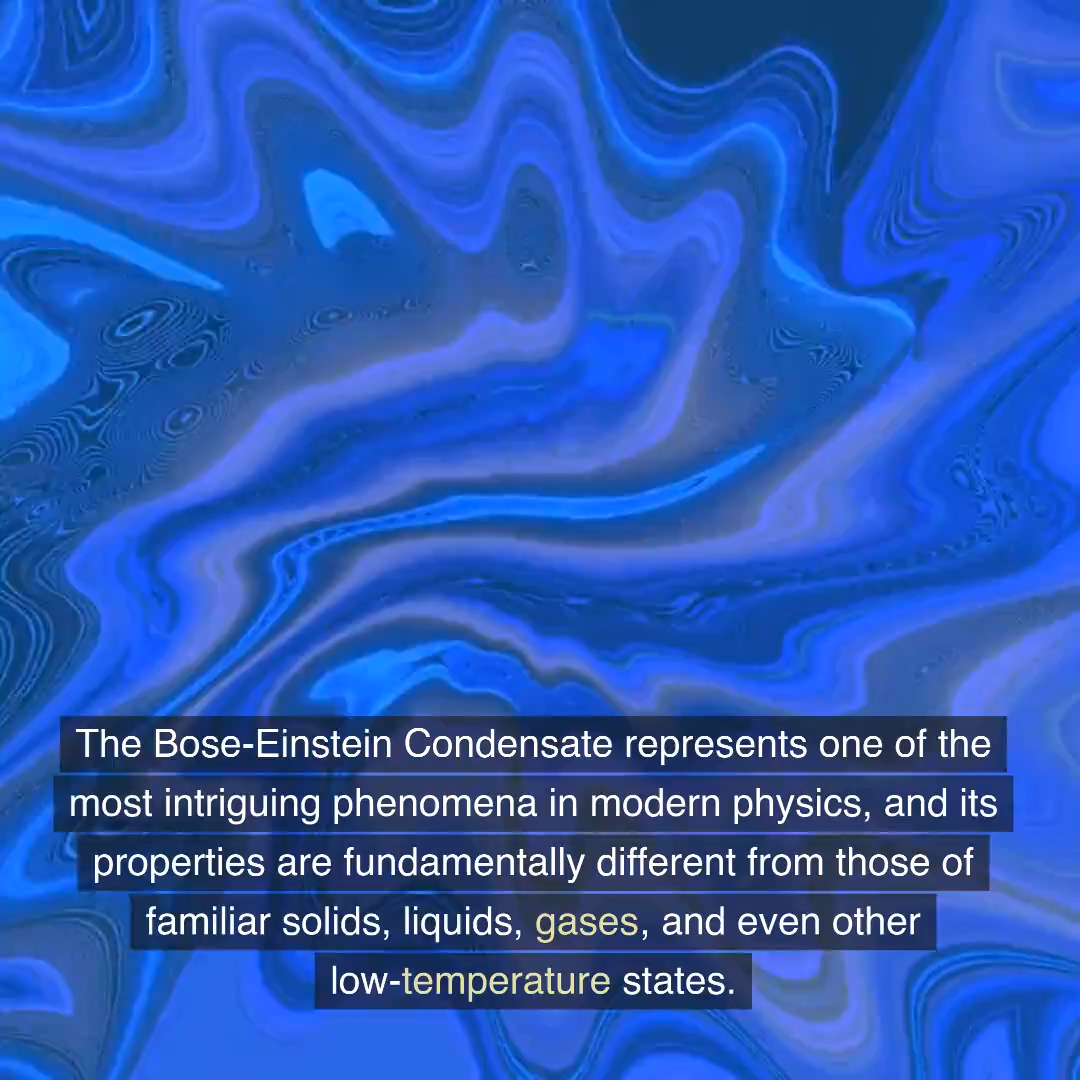 The Bose-Einstein Condensate represents one of the
most intriguing phenomena in modern physics, and its
properties are fundamentally different from those of
familiar solids, liquids, gases, and even other
low-temperature states.